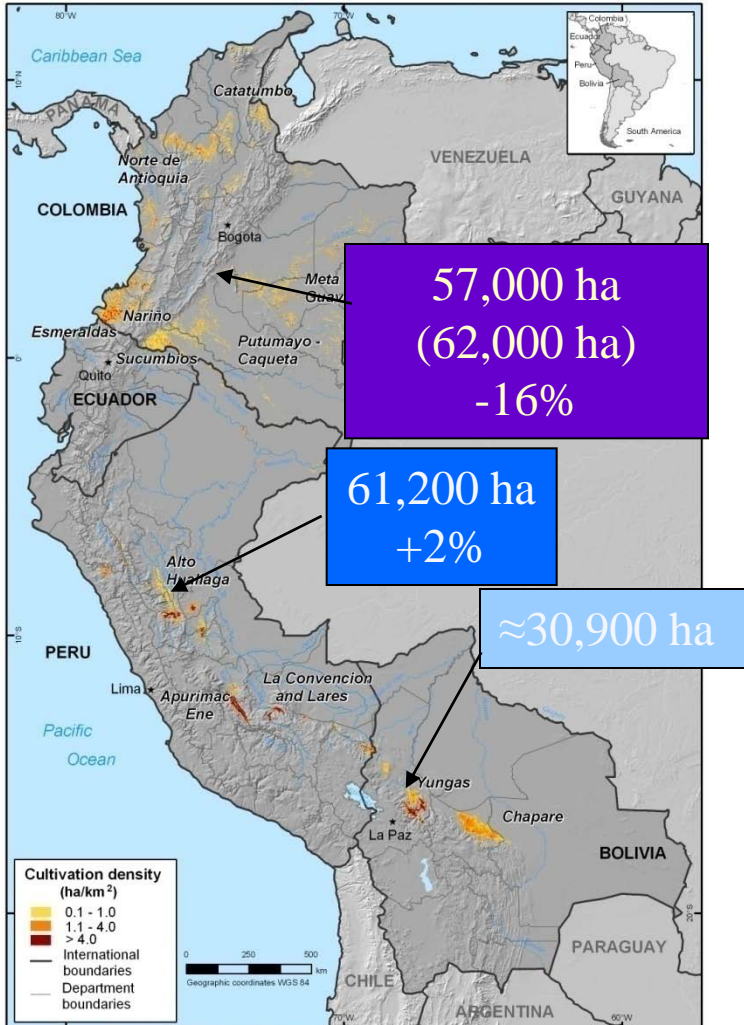 80°W
70°W
Colombia
Ecuador
Peru
Bolivia
South America
Caribbean Sea
10°N
PANAMA
Catatumbo
VENEZUELA
GUYANA
Norte de
Antioquia
COLOMBIA
Bogota
Meta
Guav
57,000 ha
(62,000 ha)
-16%
Nariño
Esmeraldas
Putumayo -
Caqueta
Sucumbios
0°
Quito
ECUADOR
61,200 ha
+2%
Alto
Huallaga
10°S
≈30,900 ha
PERU
Lima
La Convencion
and Lares
Apurimac
Ene
Pacific
Ocean
Yungas
Chapare
La Paz
BOLIVIA
Cultivation density
(ha/km²)
0.1 - 1.0
1.1 - 4.0
> 4.0
International
boundaries
Department
boundaries
0 250 500
km
Geographic coordinates WGS 84
20°S
PARAGUAY
CHILE
ARGENTINA
70°W
60°W